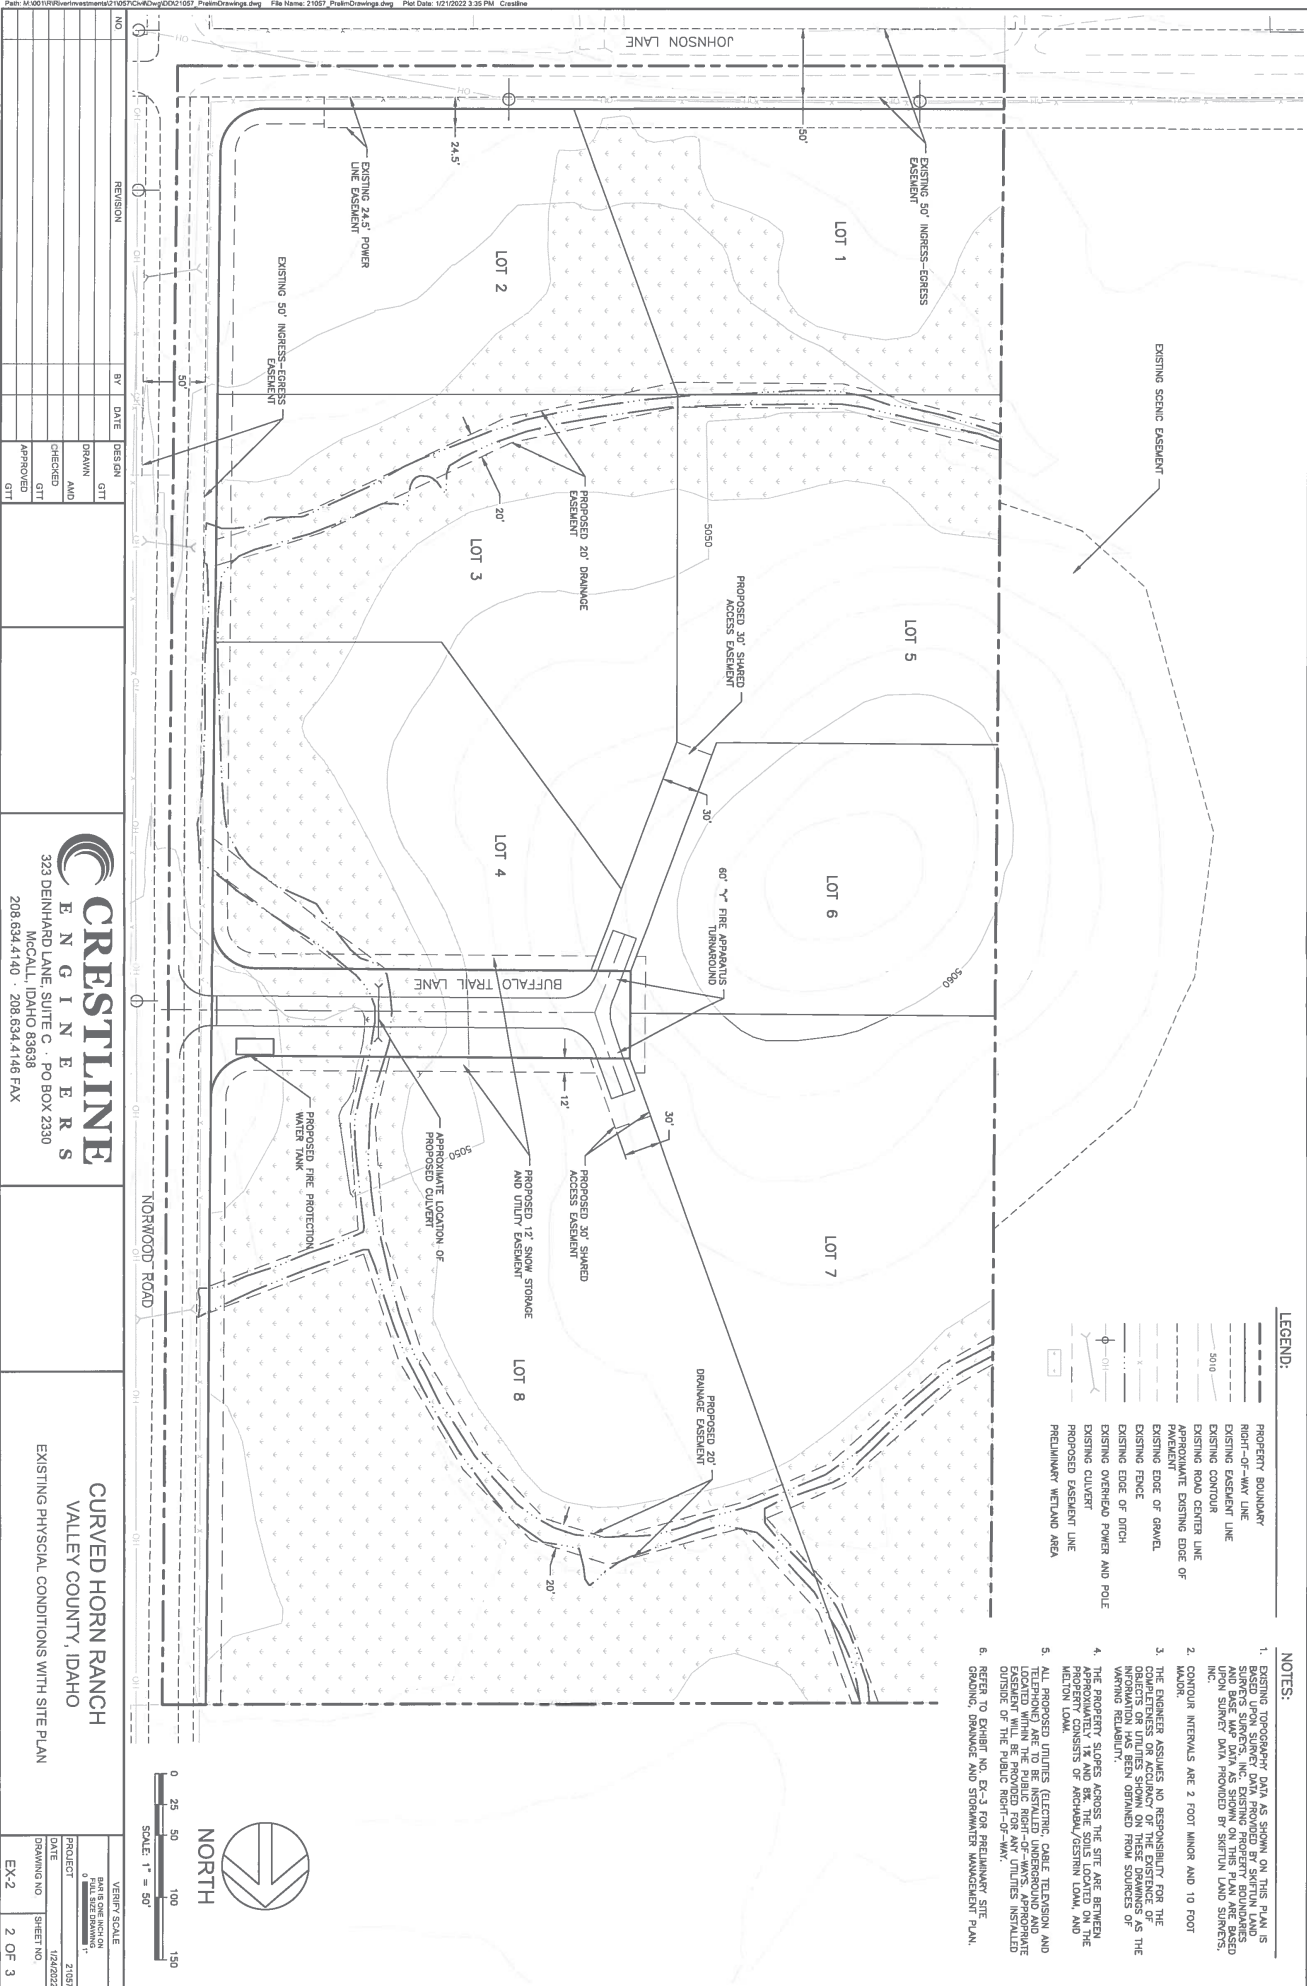 Path: M:\001\R\RiverInvestments\21\057\Civil\Dwg\DD\21057_PrelimDrawings.dwg File Name: 21057_PrelimDrawings.dwg Plot Date: 1/21/2022 3:35 PM Crestline
JOHNSON LANE
50'
24.5'
EXISTING 50' INGRESS-EGRESS
EASEMENT
EXISTING 24.5' POWER
LINE EASEMENT
LOT 1
LOT 2
EXISTING 50' INGRESS-EGRESS
EASEMENT
50'
EXISTING SCENIC EASEMENT
PROPOSED 20' DRAINAGE
EASEMENT
20'
LOT 3
5050
PROPOSED 30' SHARED
ACCESS EASEMENT
LOT 5
30'
LOT 4
LOT 6
60' "Y" FIRE APPARATUS
TURNAROUND
5060
BUFFALO TRAIL LANE
12'
30'
PROPOSED FIRE PROTECTION
WATER TANK
APPROXIMATE LOCATION OF
PROPOSED CULVERT
5050
PROPOSED 12' SNOW STORAGE
AND UTILITY EASEMENT
PROPOSED 30' SHARED
ACCESS EASEMENT
LOT 7
LOT 8
PROPOSED 20'
DRAINAGE EASEMENT
20'
NORWOOD ROAD
LEGEND:
PROPERTY BOUNDARY
RIGHT-OF-WAY LINE
EXISTING EASEMENT LINE
5010
EXISTING CONTOUR
EXISTING ROAD CENTER LINE
APPROXIMATE EXISTING EDGE OF
PAVEMENT
EXISTING EDGE OF GRAVEL
EXISTING FENCE
EXISTING EDGE OF DITCH
OH
EXISTING OVERHEAD POWER AND POLE
EXISTING CULVERT
PROPOSED EASEMENT LINE
PRELIMINARY WETLAND AREA
NOTES:
1. EXISTING TOPOGRAPHY DATA AS SHOWN ON THIS PLAN IS
BASED UPON SURVEY DATA PROVIDED BY SKIFTUN LAND
SURVEYS SURVEYS, INC. EXISTING PROPERTY BOUNDARIES
AND BASE MAP DATA AS SHOWN ON THIS PLAN ARE BASED
UPON SURVEY DATA PROVIDED BY SKIFTUN LAND SURVEYS,
INC.
2. CONTOUR INTERVALS ARE 2 FOOT MINOR AND 10 FOOT
MAJOR.
3. THE ENGINEER ASSUMES NO RESPONSIBILITY FOR THE
COMPLETENESS OR ACCURACY OF THE EXISTENCE OF
OBJECTS OR UTILITIES SHOWN ON THESE DRAWINGS AS THE
INFORMATION HAS BEEN OBTAINED FROM SOURCES OF
VARYING RELIABILITY.
4. THE PROPERTY SLOPES ACROSS THE SITE ARE BETWEEN
APPROXIMATELY 1% AND 8%. THE SOILS LOCATED ON THE
PROPERTY CONSISTS OF ARCHABAL/GESTRIN LOAM, AND
MELTON LOAM.
5. ALL PROPOSED UTILITIES (ELECTRIC, CABLE TELEVISION AND
TELEPHONE) ARE TO BE INSTALLED UNDERGROUND AND
LOCATED WITHIN THE PUBLIC RIGHT-OF-WAYS. APPROPRIATE
EASEMENT WILL BE PROVIDED FOR ANY UTILITIES INSTALLED
OUTSIDE OF THE PUBLIC RIGHT-OF-WAY.
6. REFER TO EXHIBIT NO. EX-3 FOR PRELIMINARY SITE
GRADING, DRAINAGE AND STORMWATER MANAGEMENT PLAN.
NORTH
0 25 50 100 150
SCALE: 1" = 50'
NO. REVISION BY DATE
DESIGN GTT
DRAWN AMD
CHECKED GTT
APPROVED GTT
CRESTLINE
ENGINEERS
323 DEINHARD LANE, SUITE C · PO BOX 2330
McCALL, IDAHO 83638
208.634.4140 · 208.634.4146 FAX
CURVED HORN RANCH
VALLEY COUNTY, IDAHO
EXISTING PHYSCIAL CONDITIONS WITH SITE PLAN
VERIFY SCALE
BAR IS ONE INCH ON
FULL SIZE DRAWING
0 1"
PROJECT 21057
DATE 1/24/2022
DRAWING NO. SHEET NO.
EX-2 2 OF 3